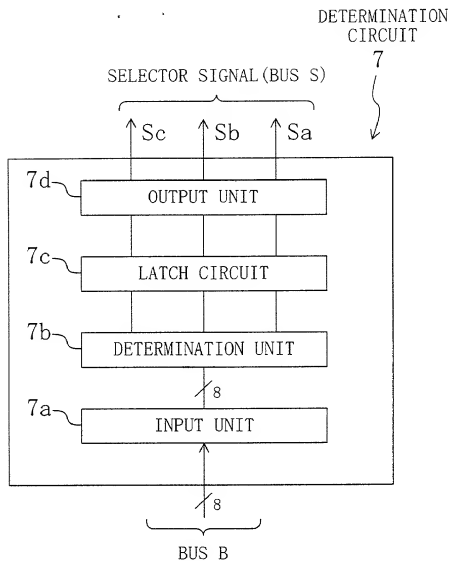 DETERMINATION
CIRCUIT
7
SELECTOR SIGNAL(BUS S)
Sc
Sb
Sa
7d
OUTPUT UNIT
7c
LATCH CIRCUIT
7b
DETERMINATION UNIT
8
7a
INPUT UNIT
8
BUS B